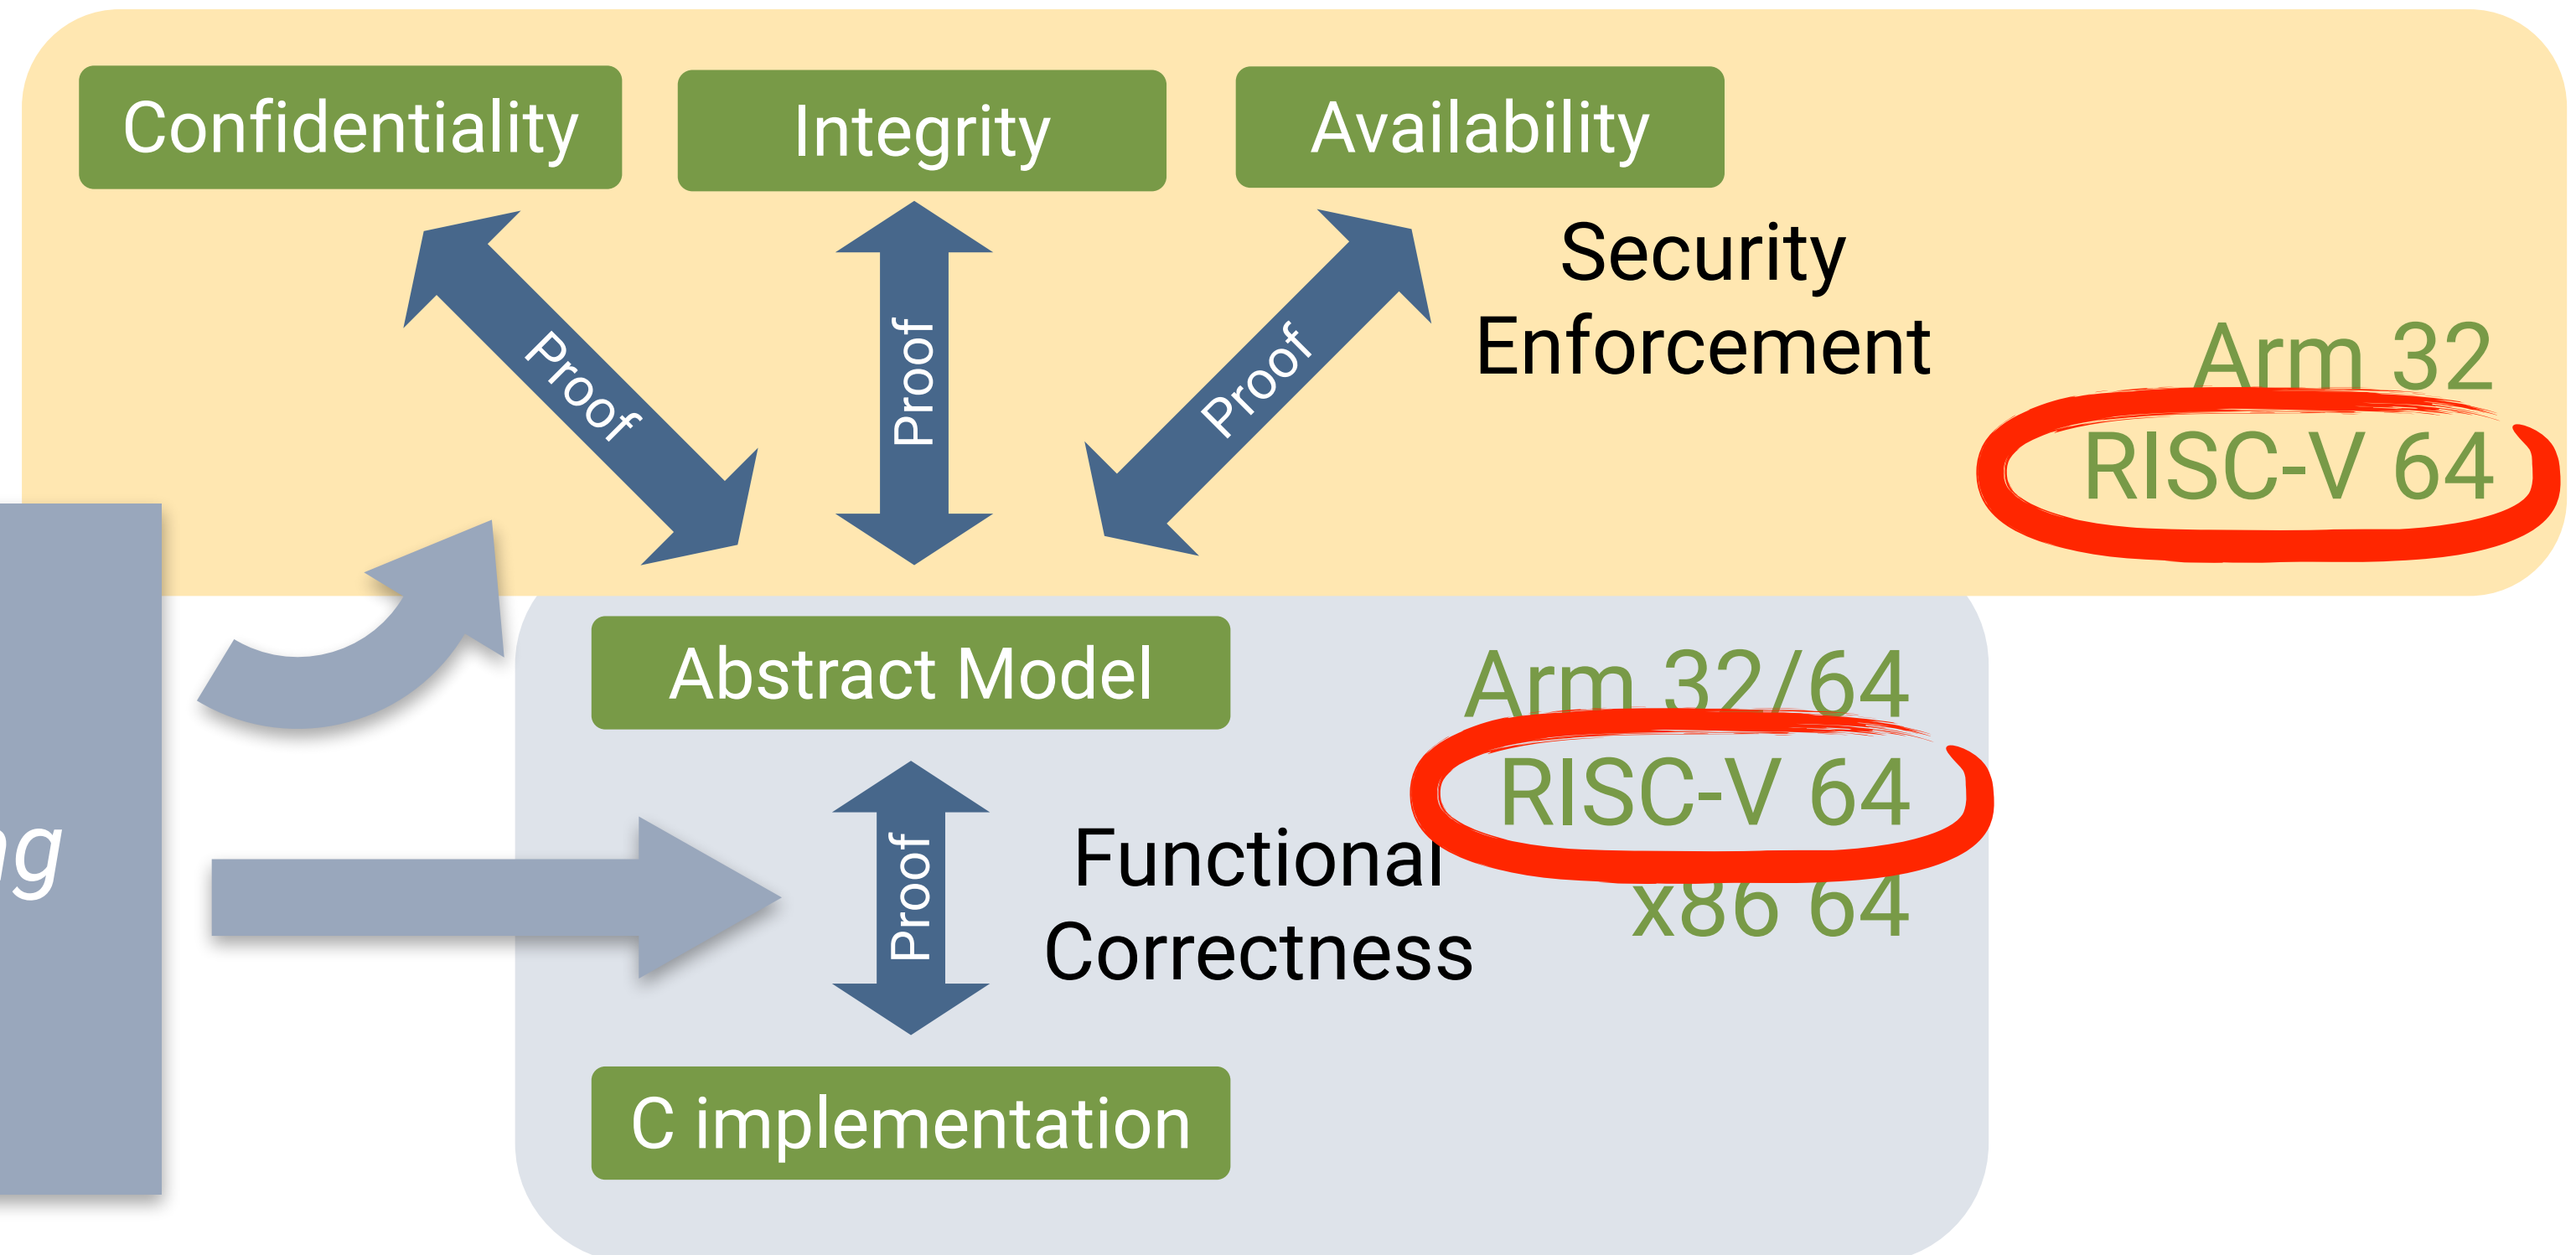 Confidentiality
Integrity
Availability
Proof
Proof
Proof
Security
Enforcement
Arm 32
RISC-V 64
Abstract Model
Arm 32/64
RISC-V 64
x86 64
Proof
Functional
Correctness
C implementation